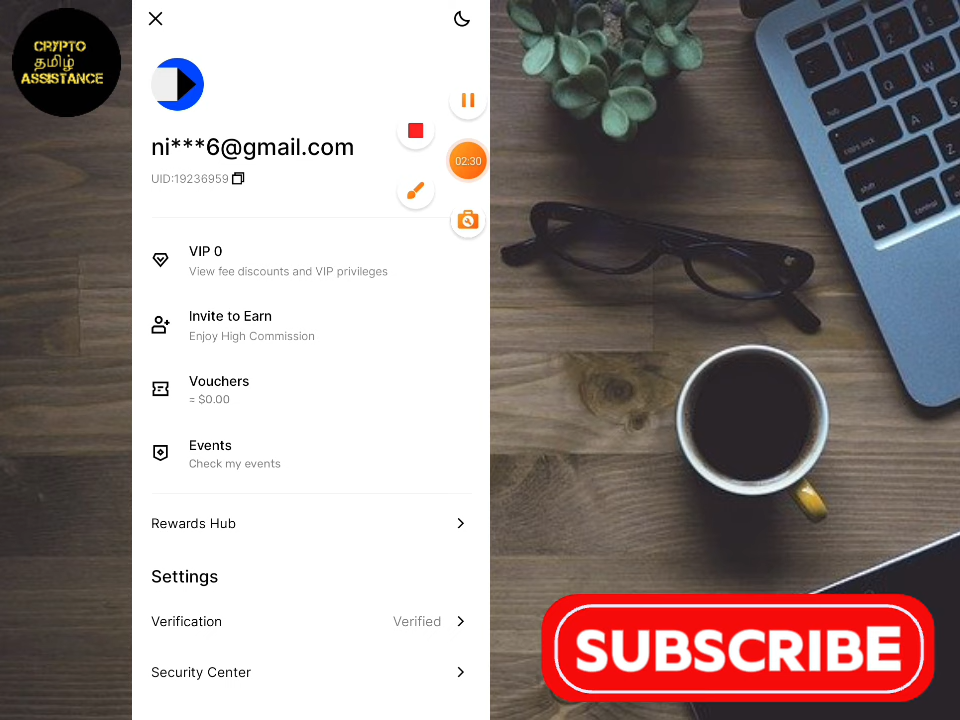 CRYPTO
தமிழ்
ASSISTANCE
ni***6@gmail.com
UID:19236959
02:30
VIP 0
View fee discounts and VIP privileges
Invite to Earn
Enjoy High Commission
Vouchers
≈ $0.00
Events
Check my events
Rewards Hub
Settings
Verification Verified
Security Center
SUBSCRIBE